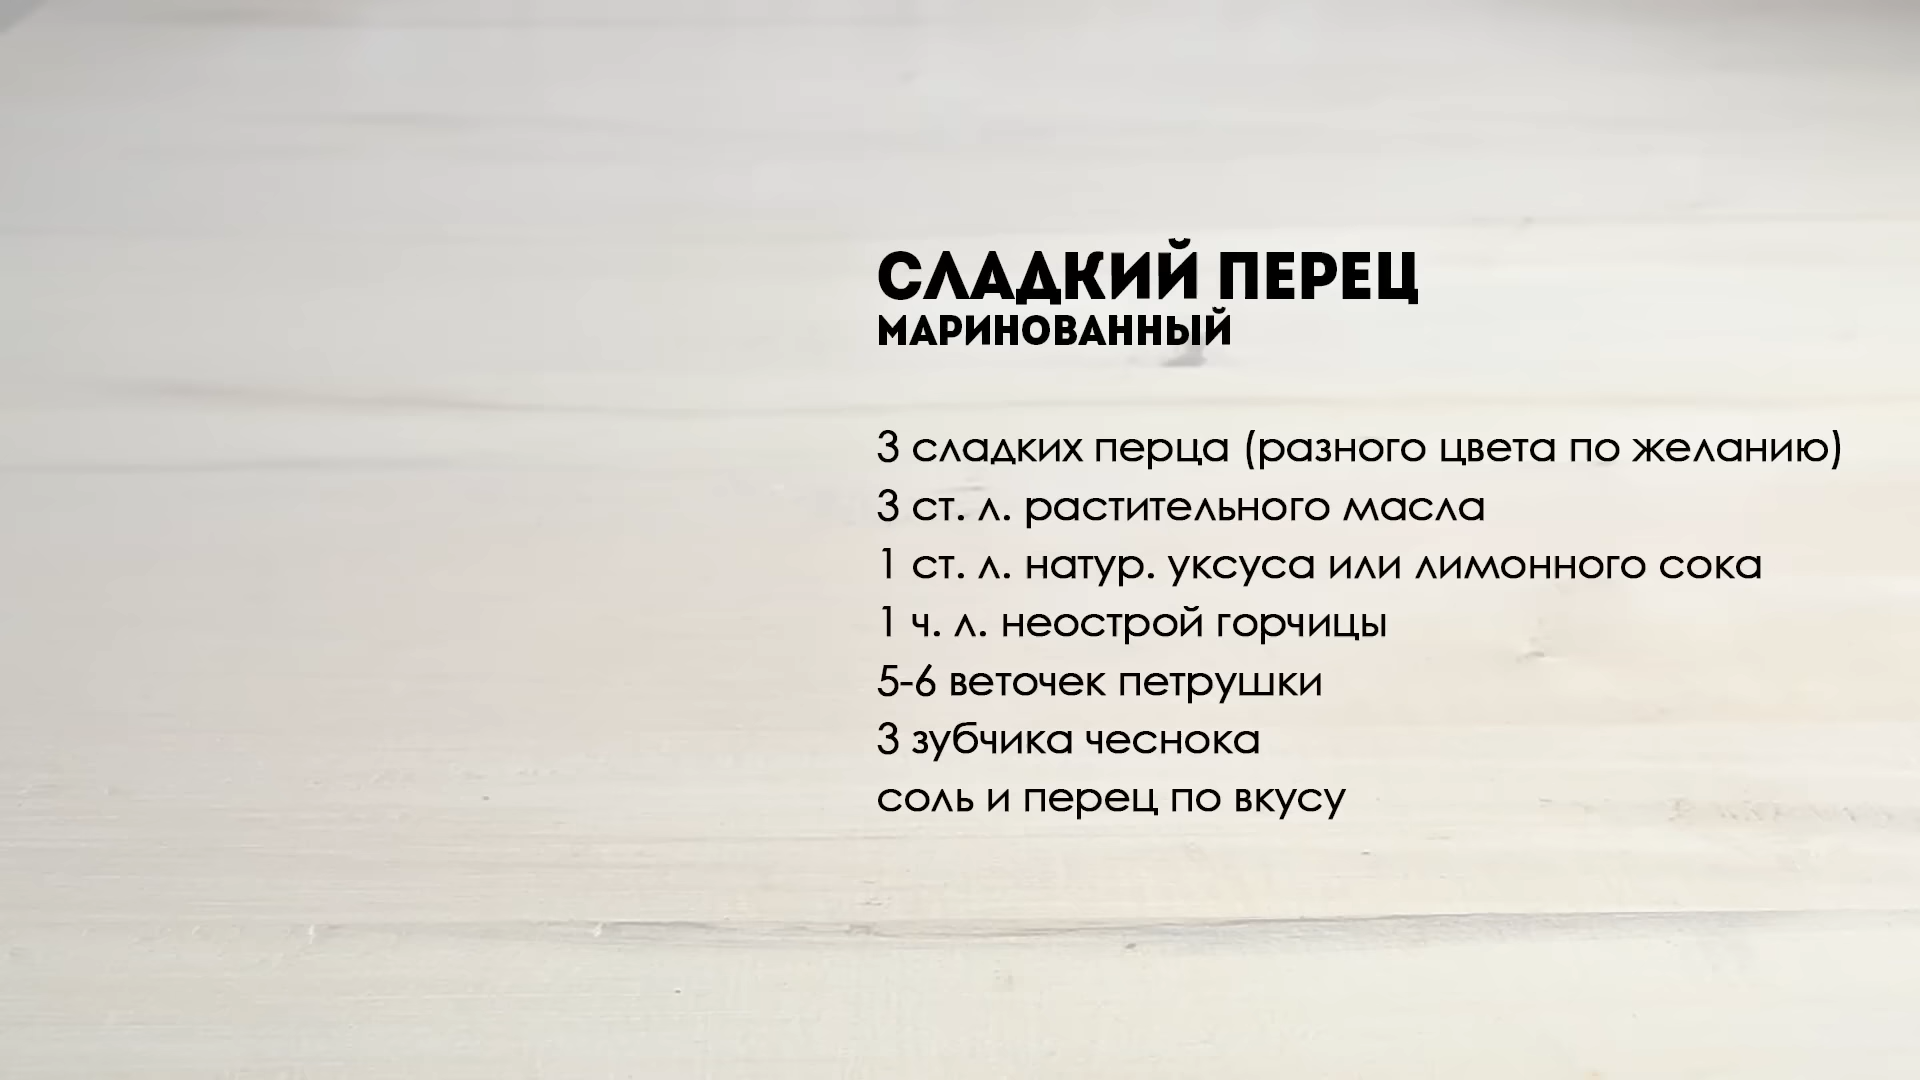 СЛАДКИЙ ПЕРЕЦ
МАРИНОВАННЫЙ
3 сладких перца (разного цвета по желанию)
3 ст. л. растительного масла
1 ст. л. натур. уксуса или лимонного сока
1 ч. л. неострой горчицы
5-6 веточек петрушки
3 зубчика чеснока
соль и перец по вкусу